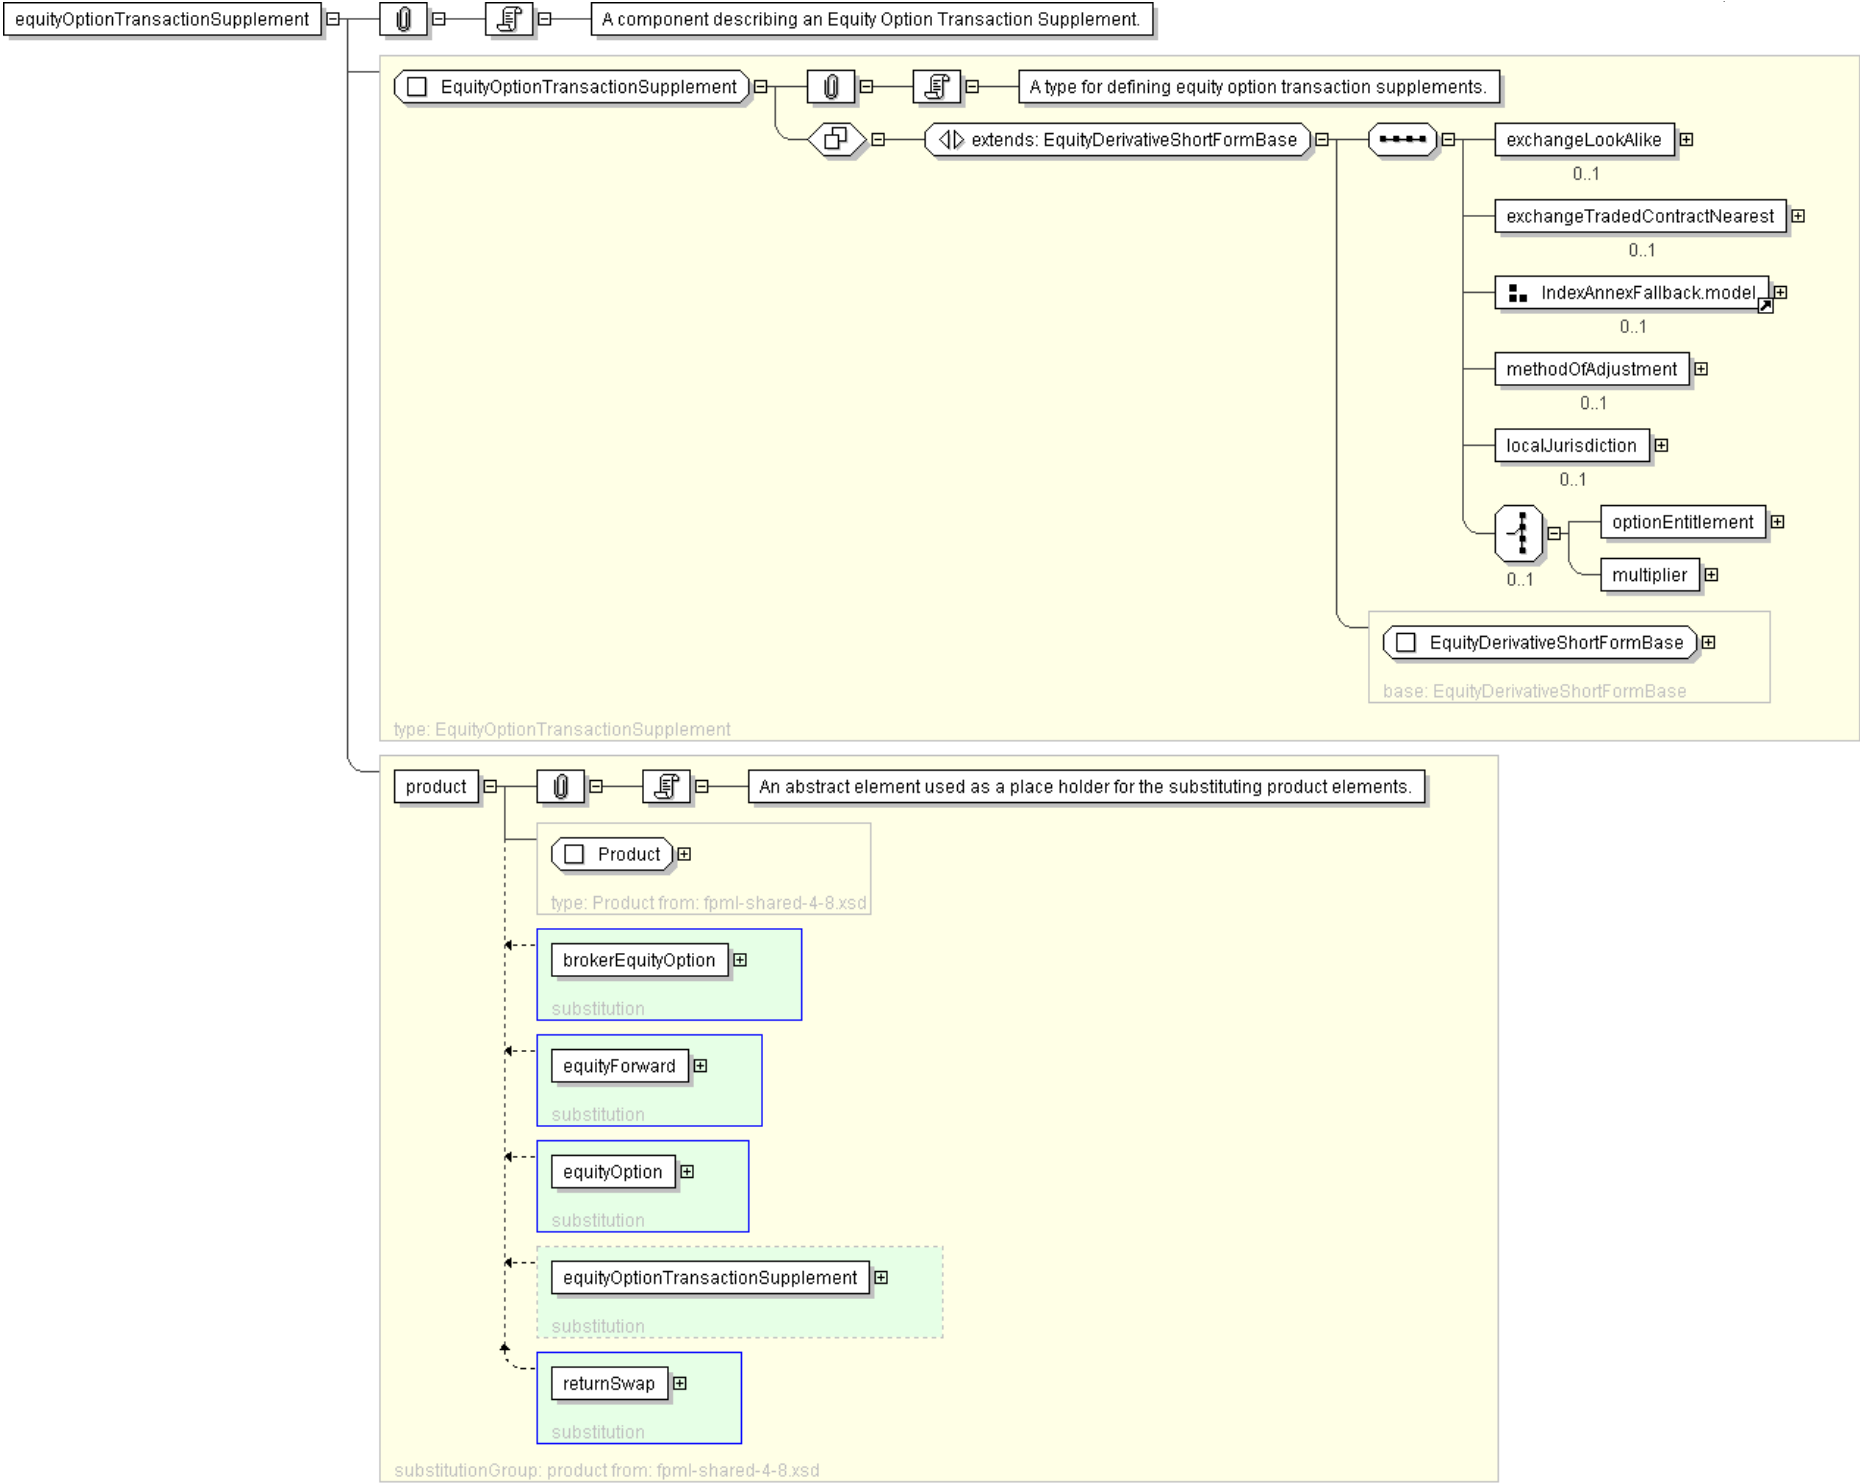 equityOptionTransactionSupplement
A component describing an Equity Option Transaction Supplement.
EquityOptionTransactionSupplement
A type for defining equity option transaction supplements.
extends: EquityDerivativeShortFormBase
exchangeLookAlike
0..1
exchangeTradedContractNearest
0..1
IndexAnnexFallback.model
0..1
methodOfAdjustment
0..1
localJurisdiction
0..1
optionEntitlement
multiplier
0..1
EquityDerivativeShortFormBase
base: EquityDerivativeShortFormBase
type: EquityOptionTransactionSupplement
product
An abstract element used as a place holder for the substituting product elements.
Product
type: Product from: fpml-shared-4-8.xsd
brokerEquityOption
substitution
equityForward
substitution
equityOption
substitution
equityOptionTransactionSupplement
substitution
returnSwap
substitution
substitutionGroup: product from: fpml-shared-4-8.xsd